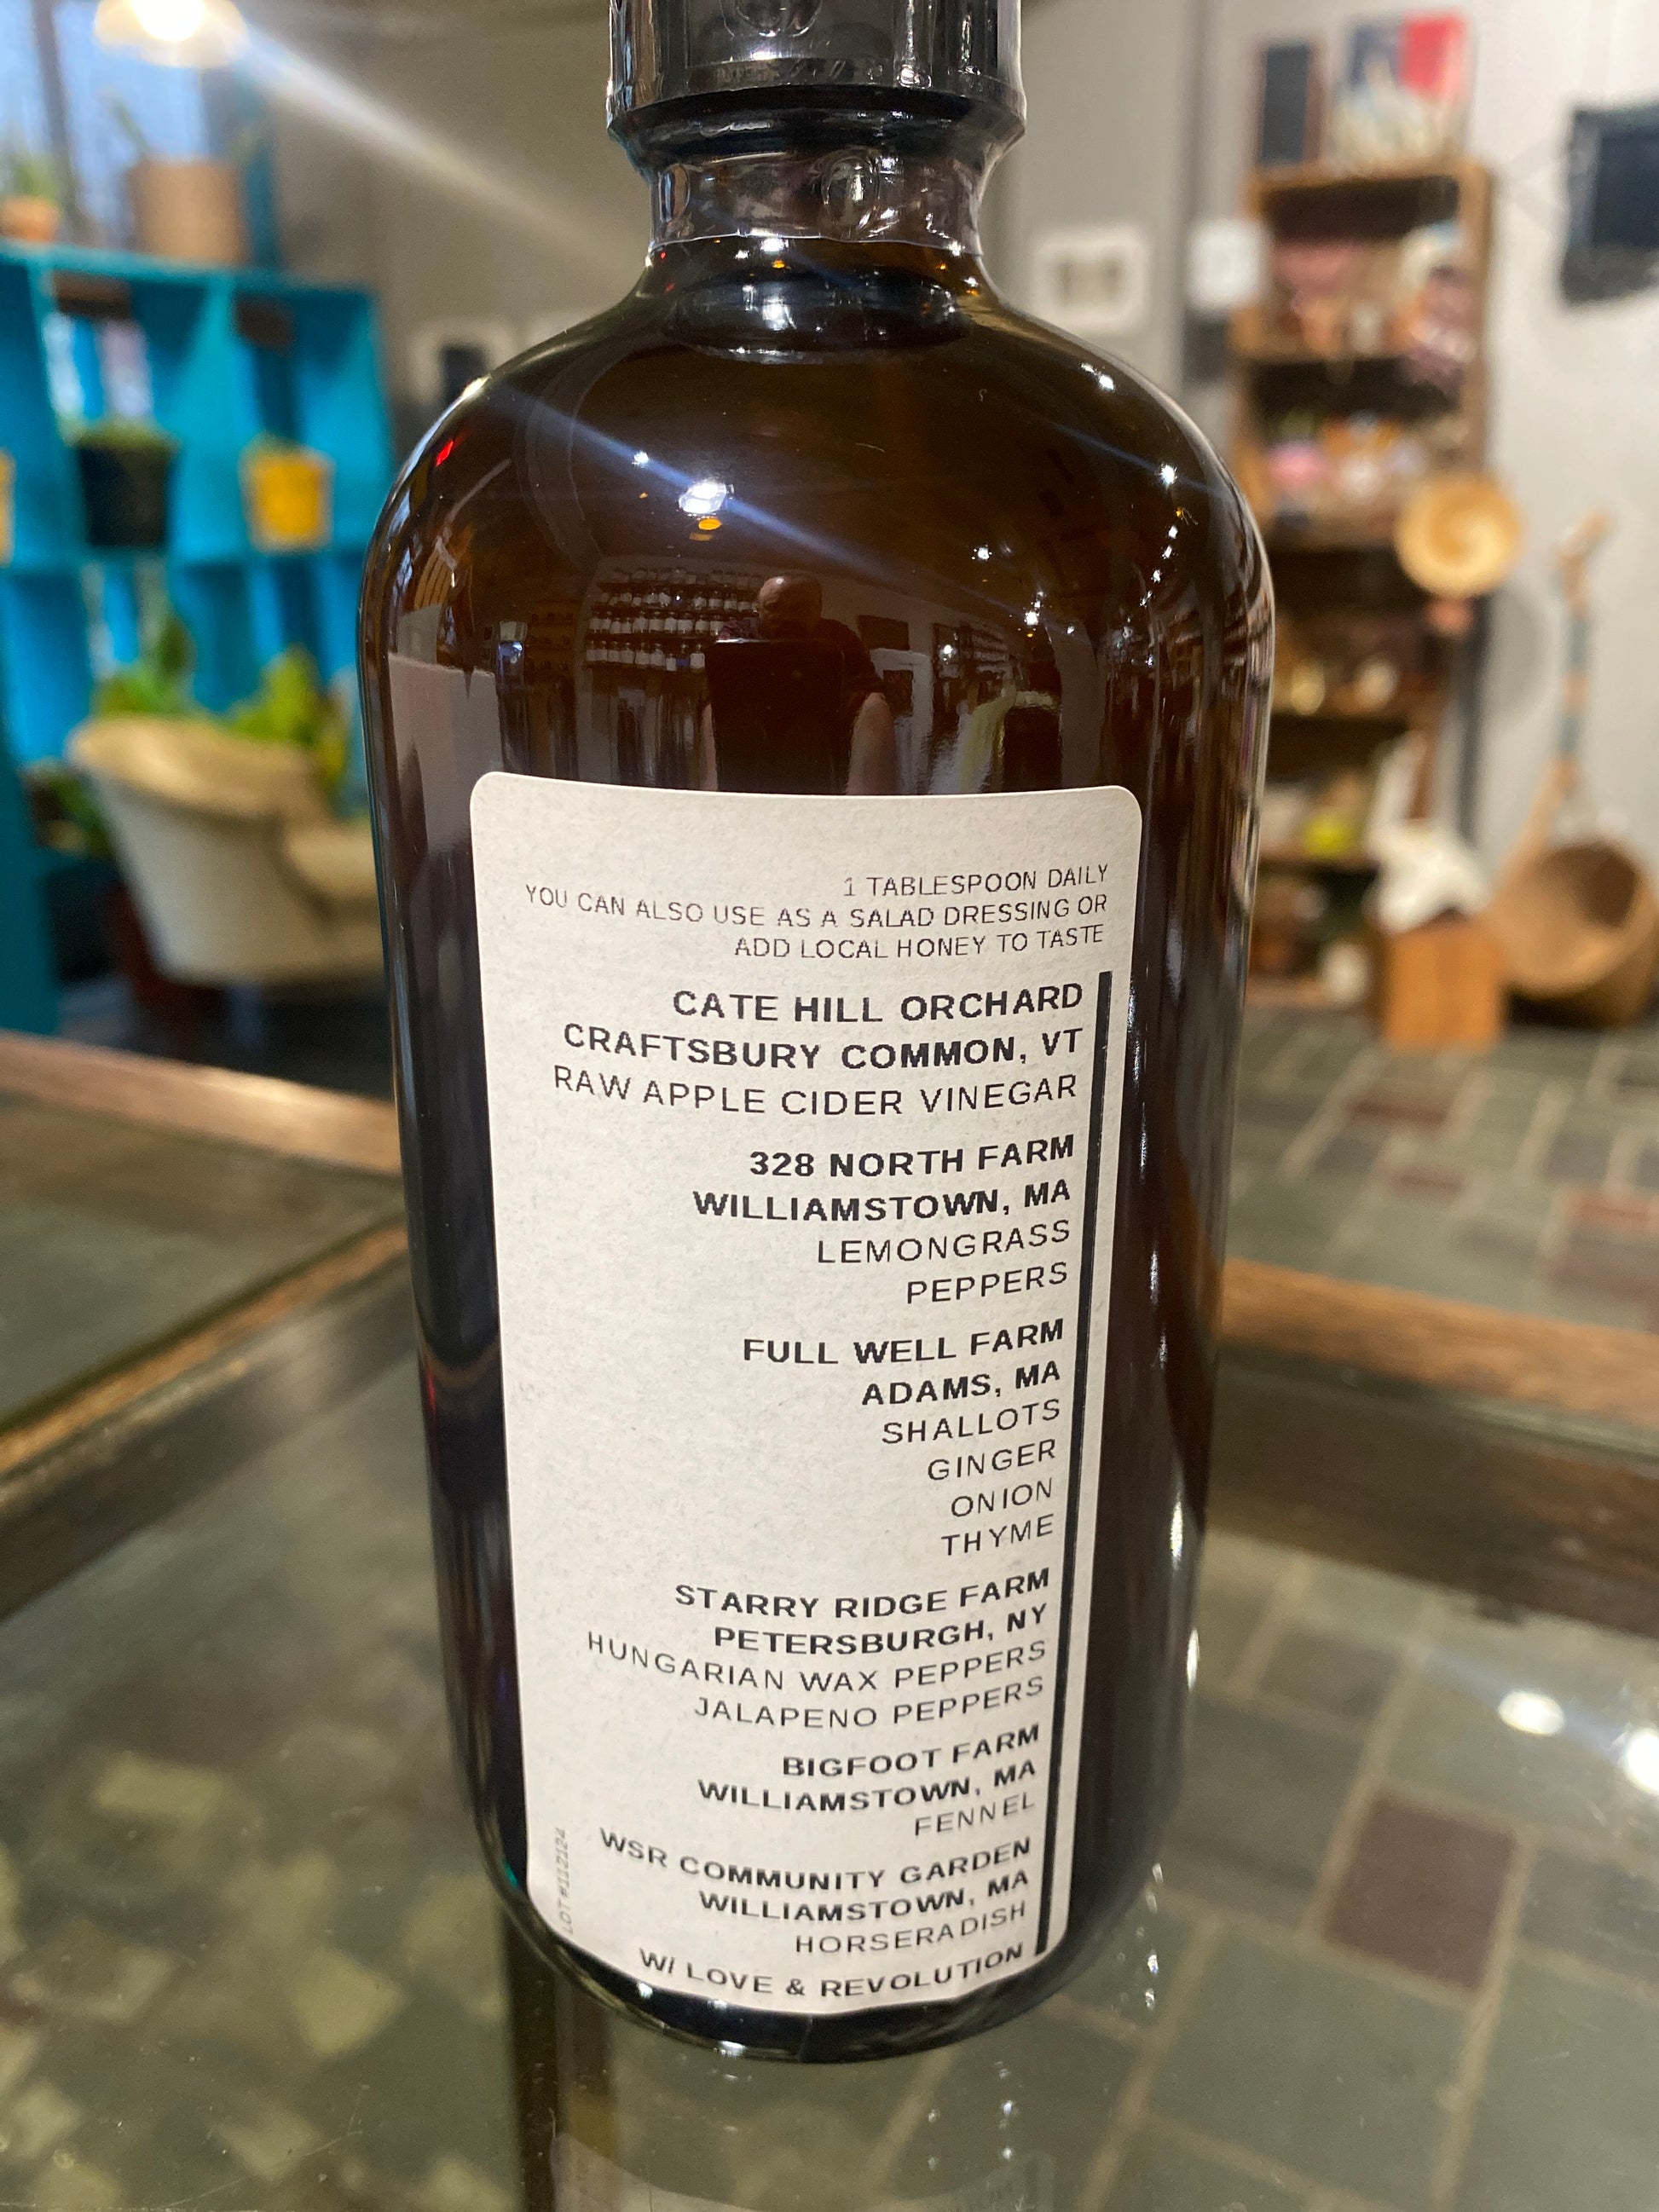 1 TABLESPOON DAILY
YOU CAN ALSO USE AS A SALAD DRESSING OR
ADD LOCAL HONEY TO TASTE
CATE HILL ORCHARD
CRAFTSBURY COMMON, VT
RAW APPLE CIDER VINEGAR
328 NORTH FARM
WILLIAMSTOWN, MA
LEMONGRASS
PEPPERS
FULL WELL FARM
ADAMS, MA
SHALLOTS
GINGER
ONION
THYME
STARRY RIDGE FARM
PETERSBURGH, NY
HUNGARIAN WAX PEPPERS
JALAPENO PEPPERS
BIGFOOT FARM
WILLIAMSTOWN, MA
FENNEL
WSR COMMUNITY GARDEN
WILLIAMSTOWN, MA
HORSERADISH
W/ LOVE & REVOLUTION
LOT#112124